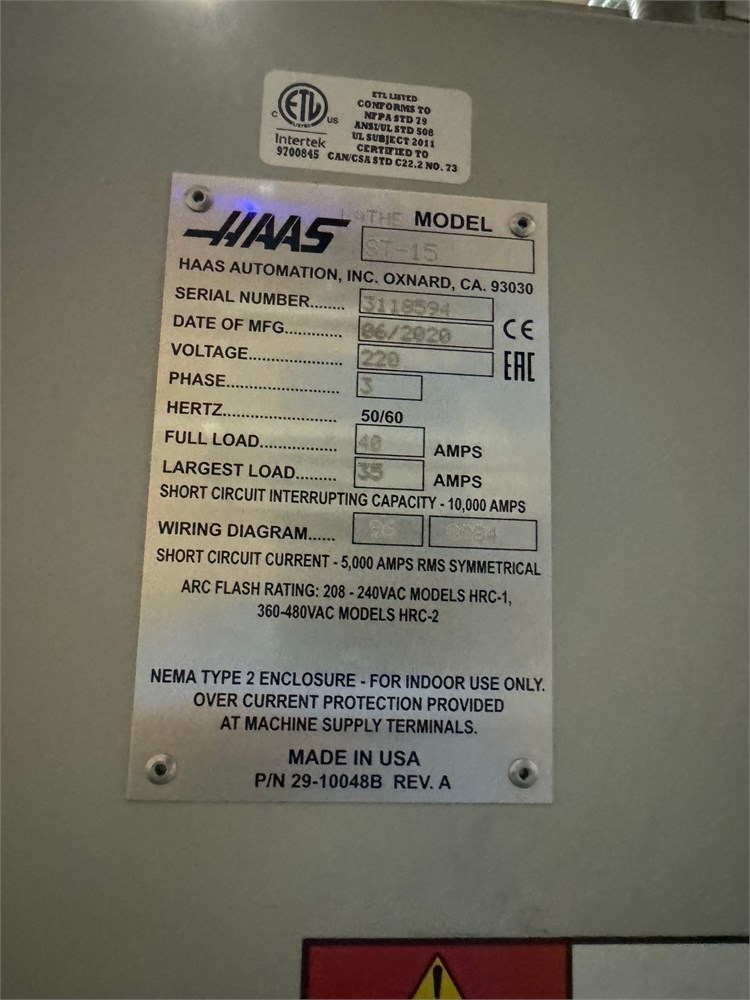 ETL LISTED
CONFORMS TO
NFPA STD 79
ANSI/UL STD 508
UL SUBJECT 2011
CERTIFIED TO
CAN/CSA STD C22.2 NO. 73
C ETL US
LISTED
Intertek
9700845
HAAS LATHE MODEL
ST-15
HAAS AUTOMATION, INC. OXNARD, CA. 93030
SERIAL NUMBER........ 3118594
DATE OF MFG............. 06/2020 CE
VOLTAGE..................... 220 EAC
PHASE.......................... 3
HERTZ.......................... 50/60
FULL LOAD................. 40 AMPS
LARGEST LOAD......... 35 AMPS
SHORT CIRCUIT INTERRUPTING CAPACITY - 10,000 AMPS
WIRING DIAGRAM......
SHORT CIRCUIT CURRENT - 5,000 AMPS RMS SYMMETRICAL
ARC FLASH RATING: 208 - 240VAC MODELS HRC-1,
360-480VAC MODELS HRC-2
NEMA TYPE 2 ENCLOSURE - FOR INDOOR USE ONLY.
OVER CURRENT PROTECTION PROVIDED
AT MACHINE SUPPLY TERMINALS.
MADE IN USA
P/N 29-10048B REV. A